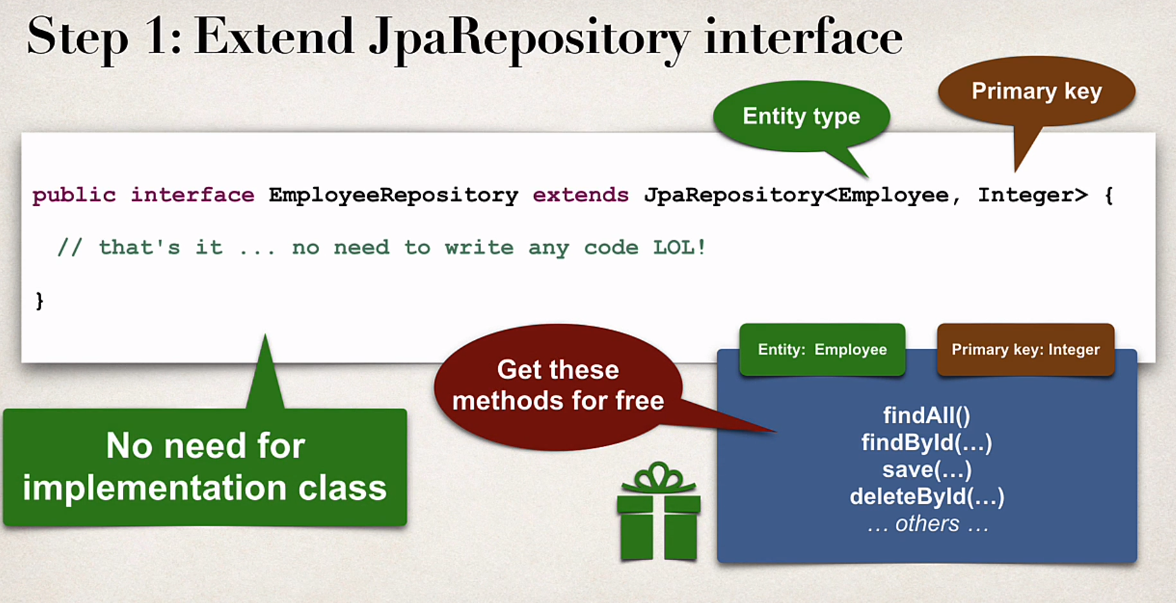 Step 1: Extend JpaRepository interface
Entity type
Primary key
public interface EmployeeRepository extends JpaRepository<Employee, Integer> {
// that's it ... no need to write any code LOL!
}
No need for
implementation class
Get these
methods for free
Entity: Employee
Primary key: Integer
findAll()
findById(…)
save(…)
deleteById(…)
… others …